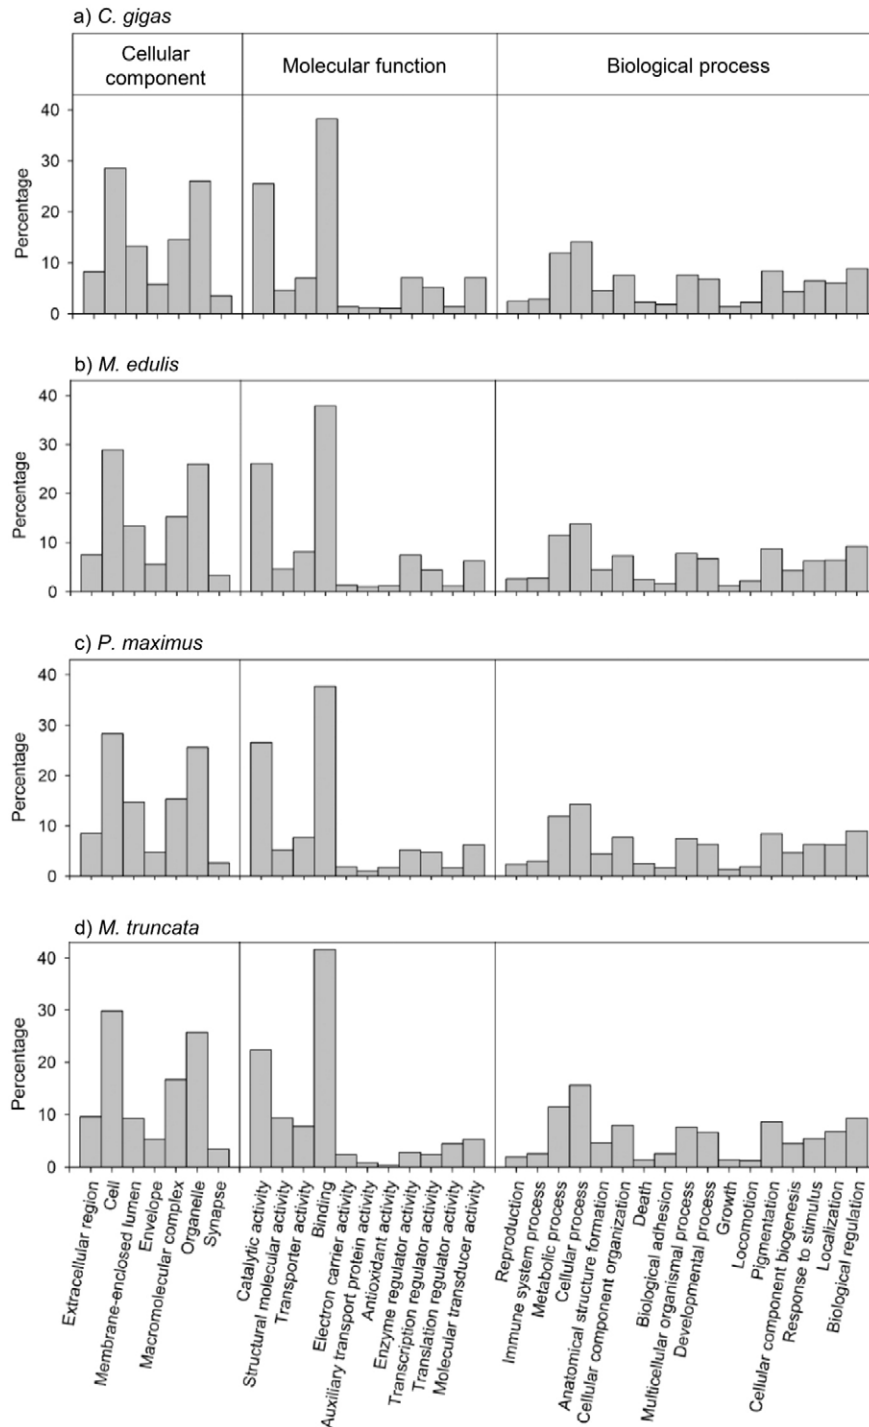 a) C. gigas
Cellular
component
Molecular function
Biological process
Percentage
40
30
20
10
0
b) M. edulis
Percentage
40
30
20
10
0
c) P. maximus
Percentage
40
30
20
10
0
d) M. truncata
Percentage
40
30
20
10
0
Extracellular region
Cell
Membrane-enclosed lumen
Envelope
Macromolecular complex
Organelle
Synapse
Catalytic activity
Structural molecular activity
Transporter activity
Binding
Electron carrier activity
Auxiliary transport protein activity
Antioxidant activity
Enzyme regulator activity
Transcription regulator activity
Translation regulator activity
Molecular transducer activity
Reproduction
Immune system process
Metabolic process
Cellular process
Anatomical structure formation
Cellular component organization
Death
Biological adhesion
Multicellular organismal process
Developmental process
Growth
Locomotion
Pigmentation
Cellular component biogenesis
Response to stimulus
Localization
Biological regulation